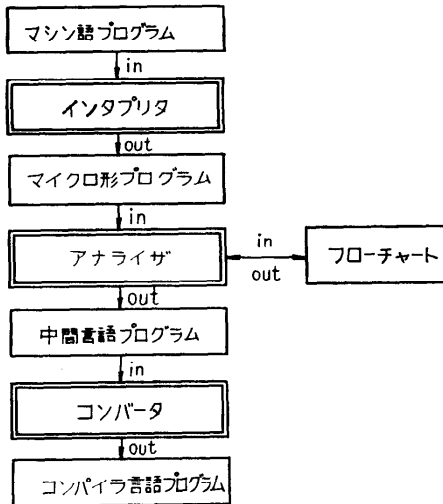 マシン語プログラム
in
インタプリタ
out
マイクロ形プログラム
in
アナライザ
in
out
フローチャート
out
中間言語プログラム
in
コンバータ
out
コンパイラ言語プログラム